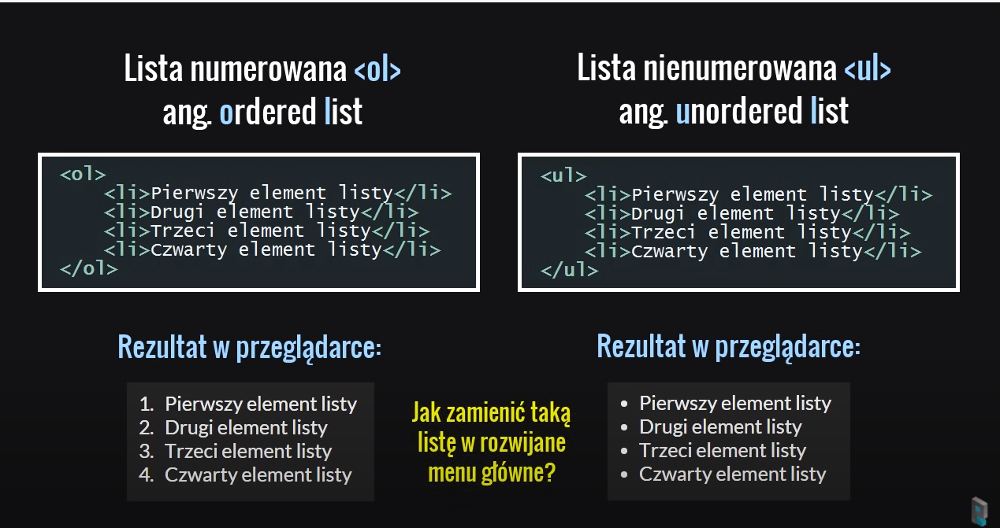 Lista numerowana <ol>
ang. ordered list
<ol>
<li>Pierwszy element listy</li>
<li>Drugi element listy</li>
<li>Trzeci element listy</li>
<li>Czwarty element listy</li>
</ol>
Rezultat w przeglądarce:
1. Pierwszy element listy
2. Drugi element listy
3. Trzeci element listy
4. Czwarty element listy
Jak zamienić taką
listę w rozwijane
menu główne?
Lista nienumerowana <ul>
ang. unordered list
<ul>
<li>Pierwszy element listy</li>
<li>Drugi element listy</li>
<li>Trzeci element listy</li>
<li>Czwarty element listy</li>
</ul>
Rezultat w przeglądarce:
• Pierwszy element listy
• Drugi element listy
• Trzeci element listy
• Czwarty element listy